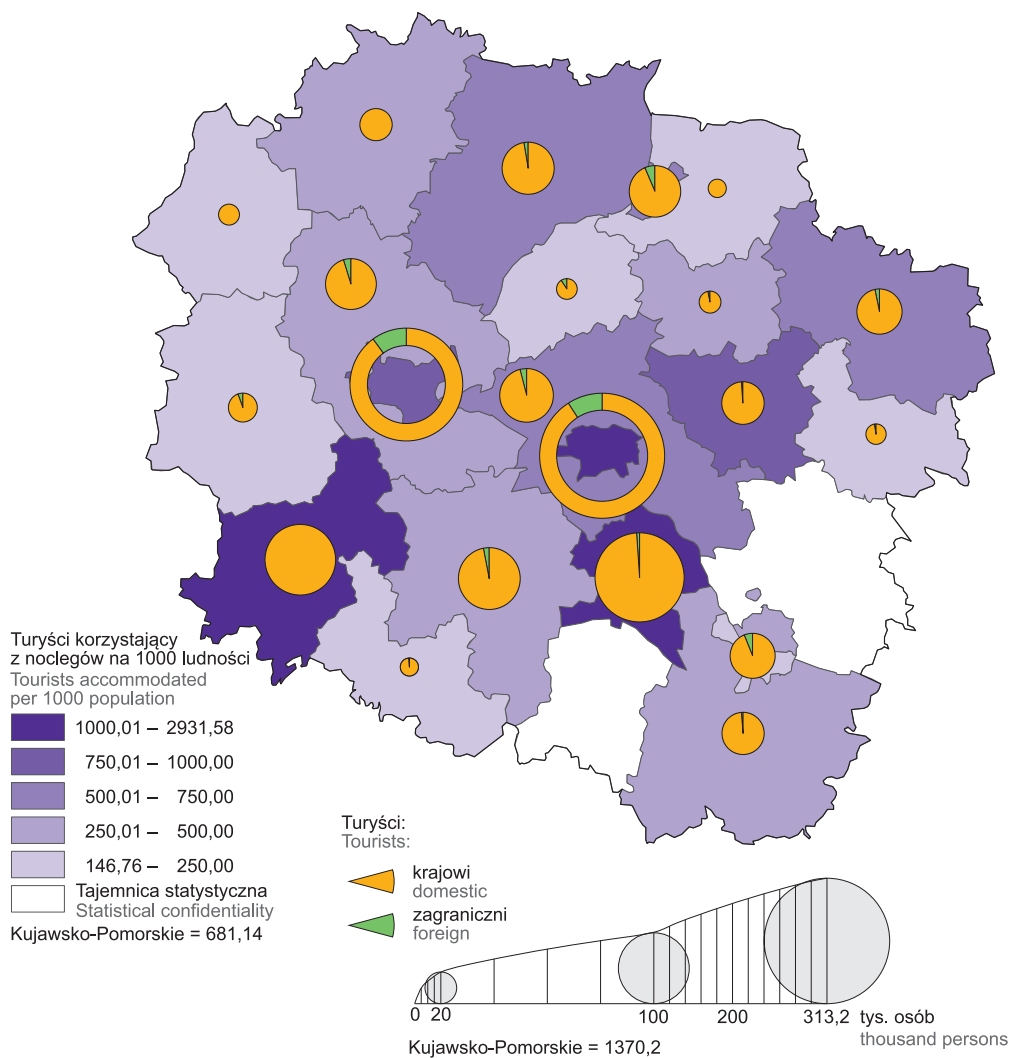 Turyści korzystający
z noclegów na 1000 ludności
Tourists accommodated
per 1000 population
1000,01 – 2931,58
750,01 – 1000,00
500,01 – 750,00
250,01 – 500,00
146,76 – 250,00
Tajemnica statystyczna
Statistical confidentiality
Kujawsko-Pomorskie = 681,14
Turyści:
Tourists:
krajowi
domestic
zagraniczni
foreign
0 20 100 200 313,2 tys. osób
thousand persons
Kujawsko-Pomorskie = 1370,2